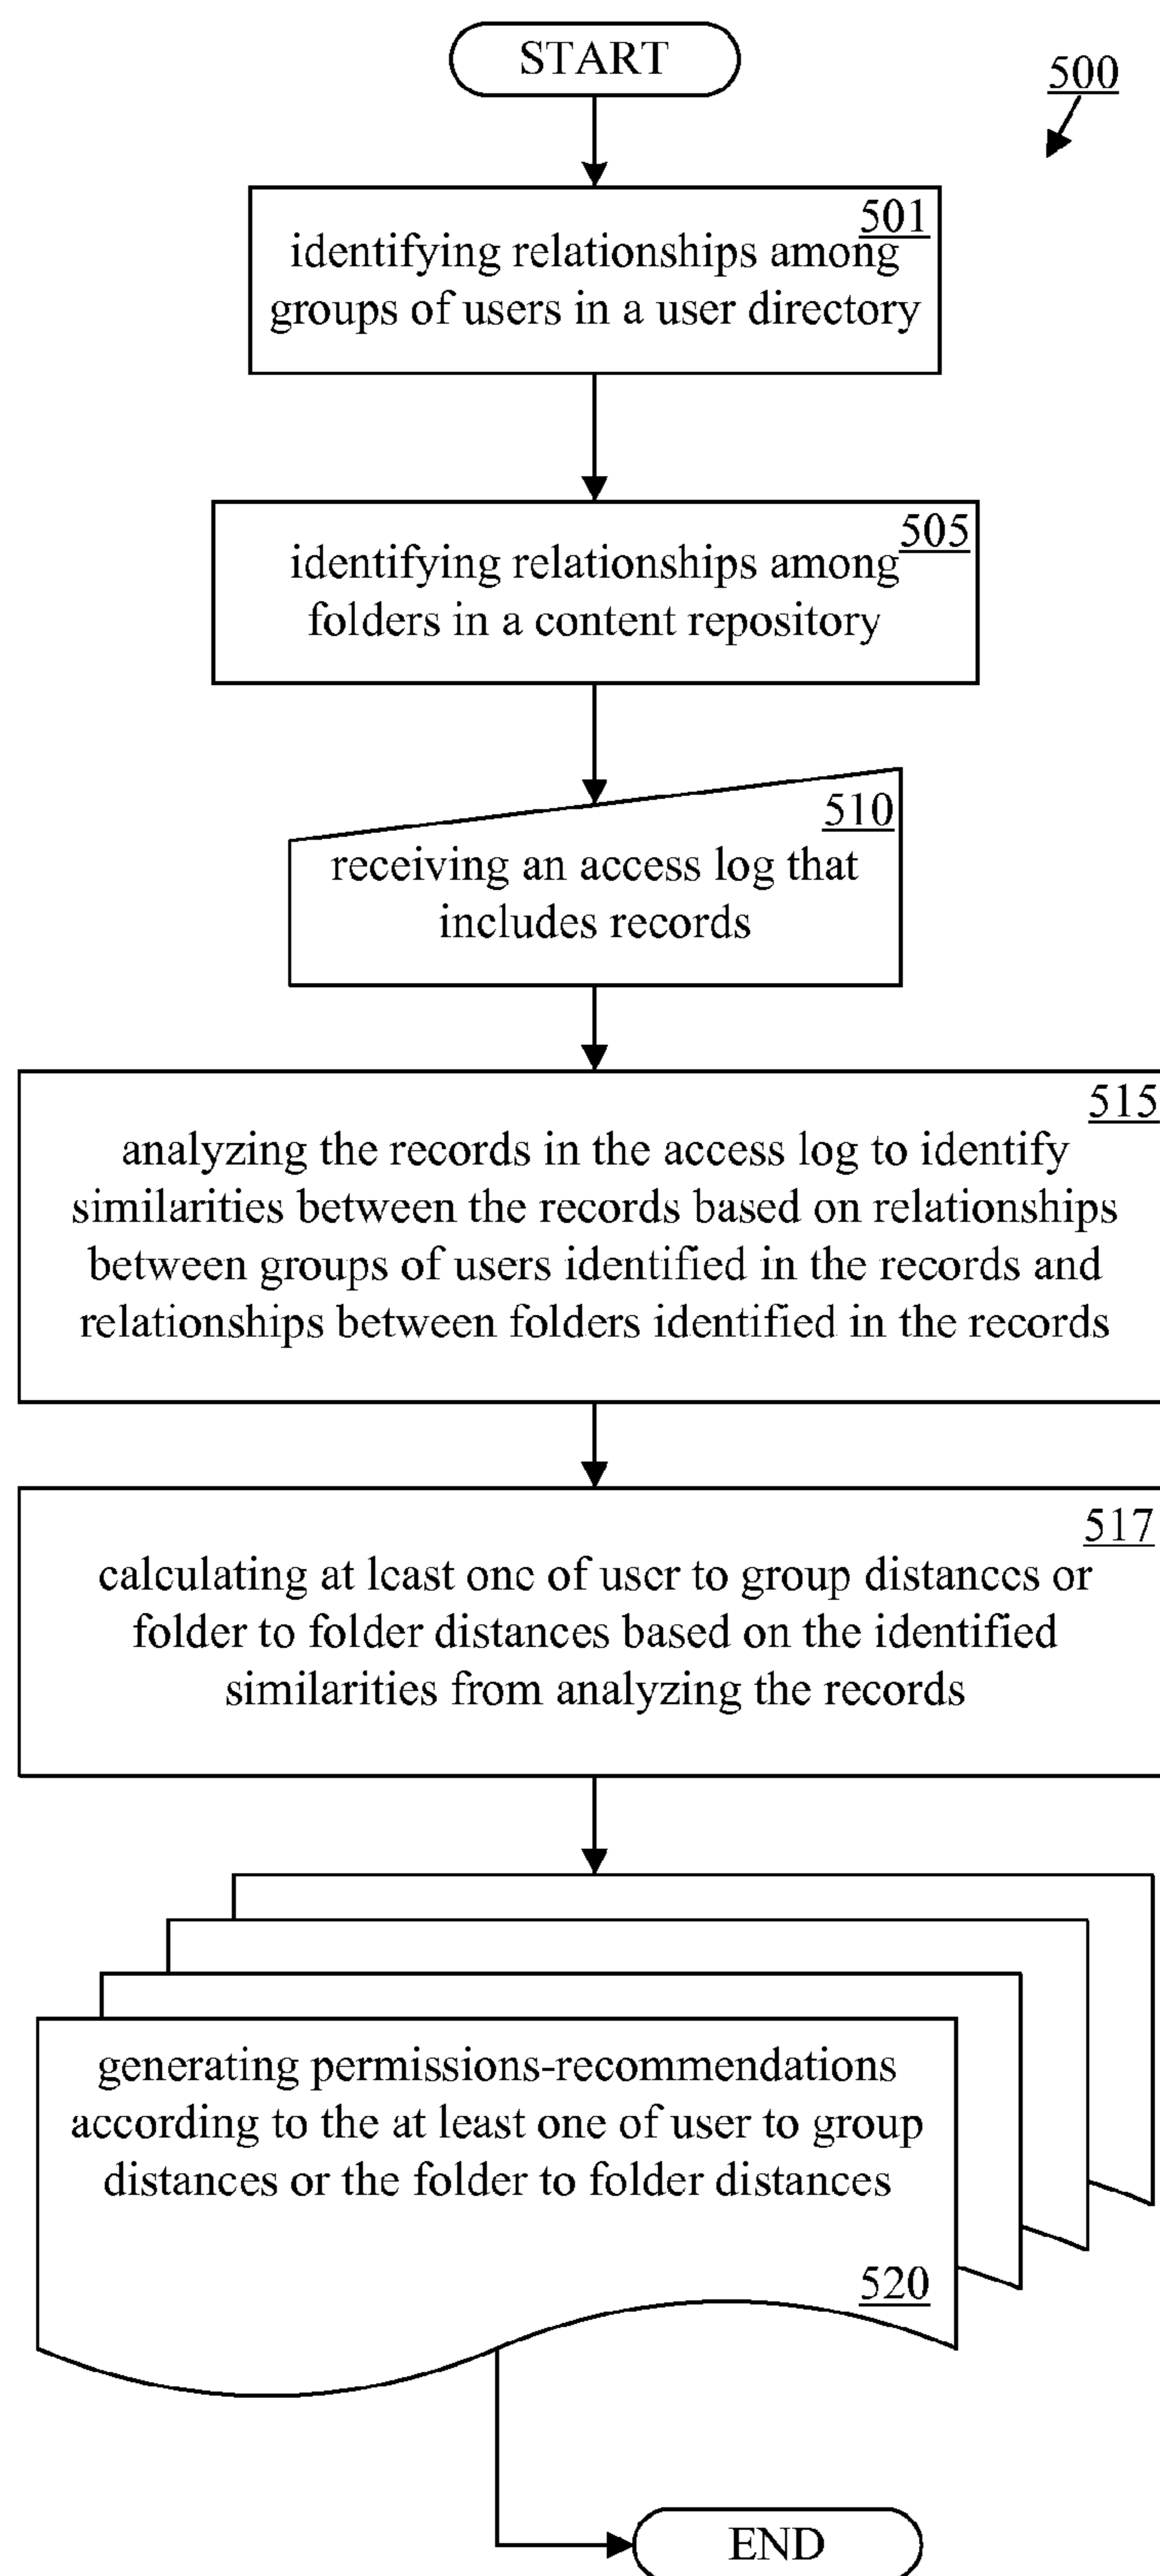 START
500
501
identifying relationships among
groups of users in a user directory
505
identifying relationships among
folders in a content repository
510
receiving an access log that
includes records
515
analyzing the records in the access log to identify
similarities between the records based on relationships
between groups of users identified in the records and
relationships between folders identified in the records
517
calculating at least one of user to group distances or
folder to folder distances based on the identified
similarities from analyzing the records
generating permissions-recommendations
according to the at least one of user to group
distances or the folder to folder distances
520
END